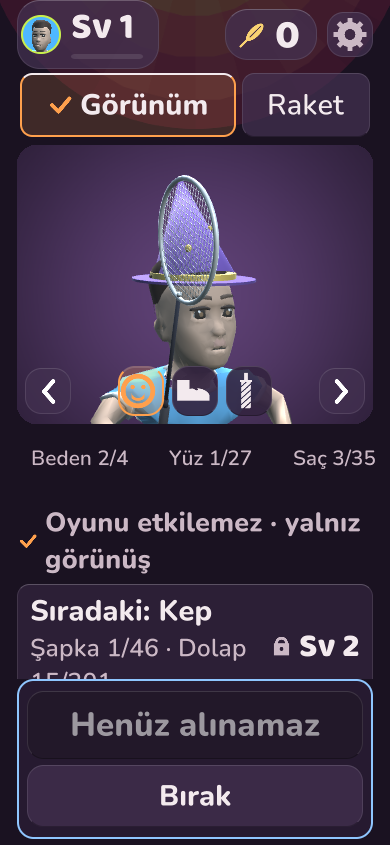 Sv 1
0
Görünüm
Raket
Beden 2/4
Yüz 1/27
Saç 3/35
Oyunu etkilemez · yalnız
görünüş
Sıradaki: Kep
Şapka 1/46 · Dolap
Sv 2
Henüz alınamaz
Bırak